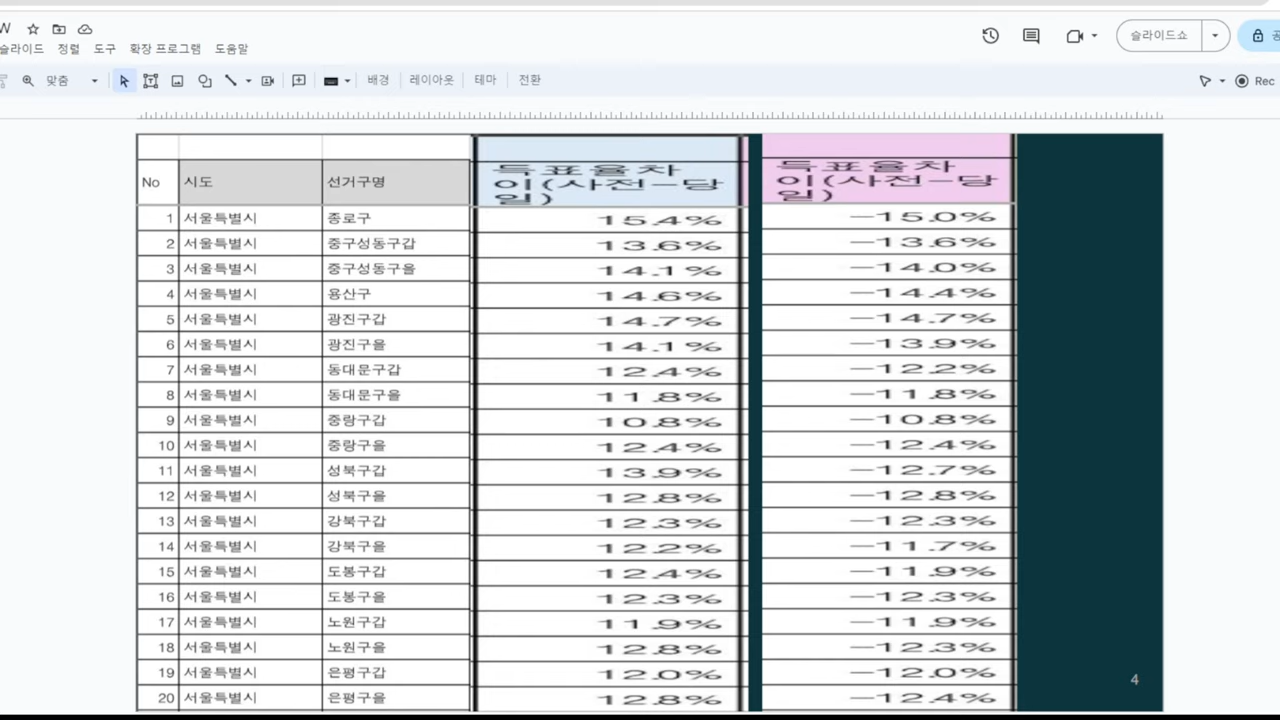 W
슬라이드 정렬 도구 확장 프로그램 도움말
슬라이드쇼
맞춤 배경 레이아웃 테마 전환 Rec
No 시도 선거구명 득표율차이(사전-당일) 득표율차이(사전-당일)
1 서울특별시 종로구 15.4% -15.0%
2 서울특별시 중구성동구갑 13.6% -13.6%
3 서울특별시 중구성동구을 14.1% -14.0%
4 서울특별시 용산구 14.6% -14.4%
5 서울특별시 광진구갑 14.7% -14.7%
6 서울특별시 광진구을 14.1% -13.9%
7 서울특별시 동대문구갑 12.4% -12.2%
8 서울특별시 동대문구을 11.8% -11.8%
9 서울특별시 중랑구갑 10.8% -10.8%
10 서울특별시 중랑구을 12.4% -12.4%
11 서울특별시 성북구갑 13.9% -12.7%
12 서울특별시 성북구을 12.8% -12.8%
13 서울특별시 강북구갑 12.3% -12.3%
14 서울특별시 강북구을 12.2% -11.7%
15 서울특별시 도봉구갑 12.4% -11.9%
16 서울특별시 도봉구을 12.3% -12.3%
17 서울특별시 노원구갑 11.9% -11.9%
18 서울특별시 노원구을 12.8% -12.3%
19 서울특별시 은평구갑 12.0% -12.0%
20 서울특별시 은평구을 12.8% -12.4%
4